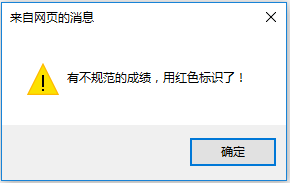 来自网页的消息
有不规范的成绩，用红色标识了！
确定